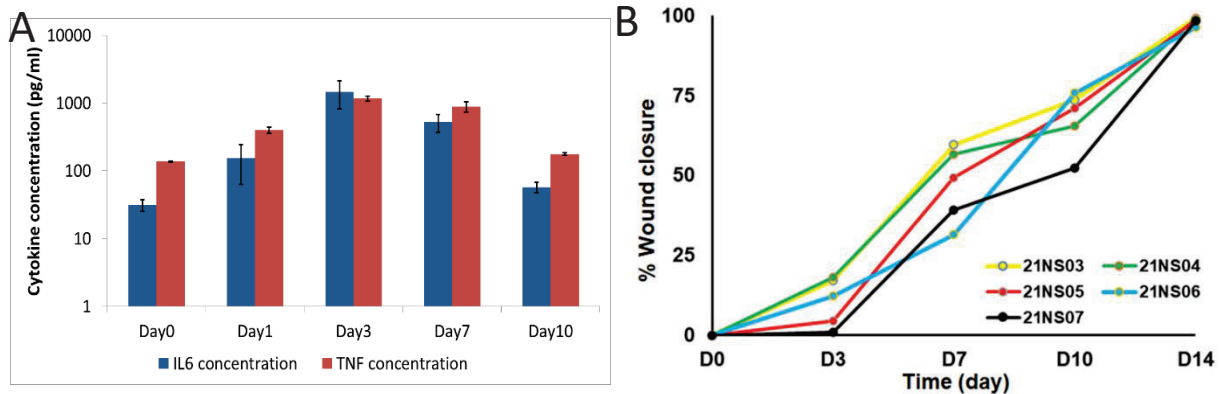 A
Cytokine concentration (pg/ml)
10000
1000
100
10
1
Day0 Day1 Day3 Day7 Day10
IL6 concentration TNF concentration
B
% Wound closure
100
75
50
25
0
21NS03 21NS04
21NS05 21NS06
21NS07
D0 D3 D7 D10 D14
Time (day)